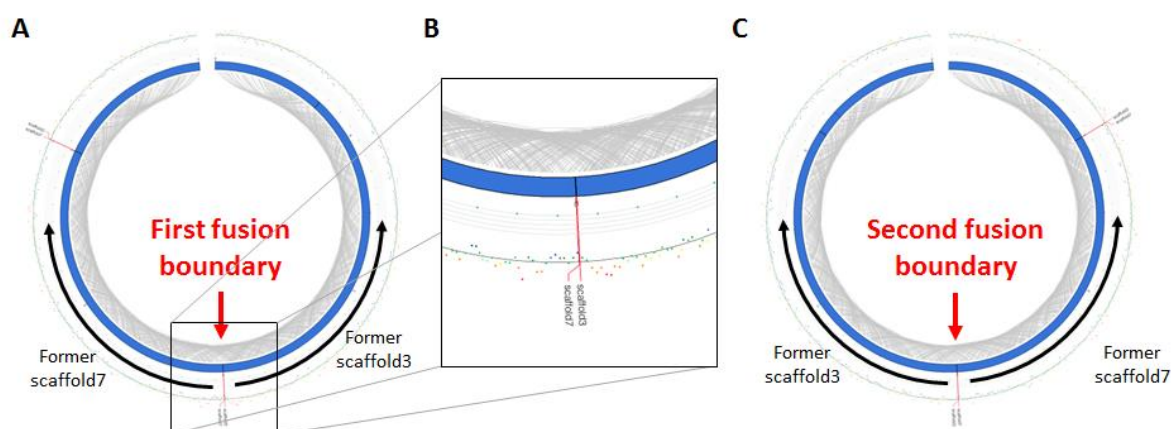 A
B
C
First fusion
boundary
Former
scaffold7
Former
scaffold3
scaffold3
scaffold7
Second fusion
boundary
Former
scaffold3
Former
scaffold7